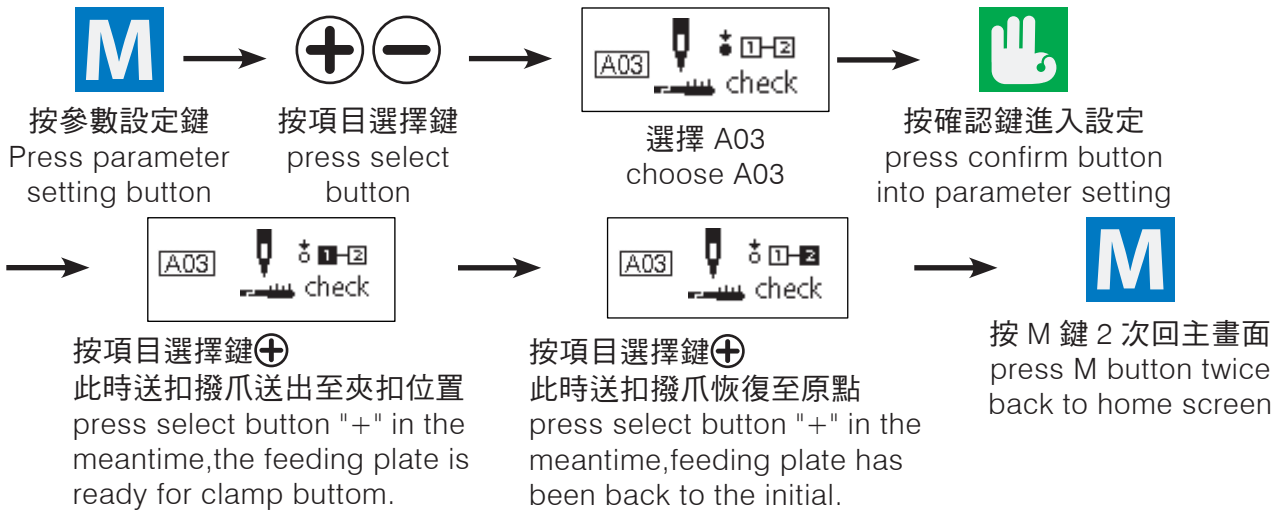 M
按參數設定鍵
Press parameter
setting button
按項目選擇鍵
press select
button
A03
1 2
check
選擇 A03
choose A03
按確認鍵進入設定
press confirm button
into parameter setting
A03
1 2
check
按項目選擇鍵⊕
此時送扣撥爪送出至夾扣位置
press select button "+" in the
meantime,the feeding plate is
ready for clamp buttom.
A03
1 2
check
按項目選擇鍵⊕
此時送扣撥爪恢復至原點
press select button "+" in the
meantime,feeding plate has
been back to the initial.
M
按 M 鍵 2 次回主畫面
press M button twice
back to home screen